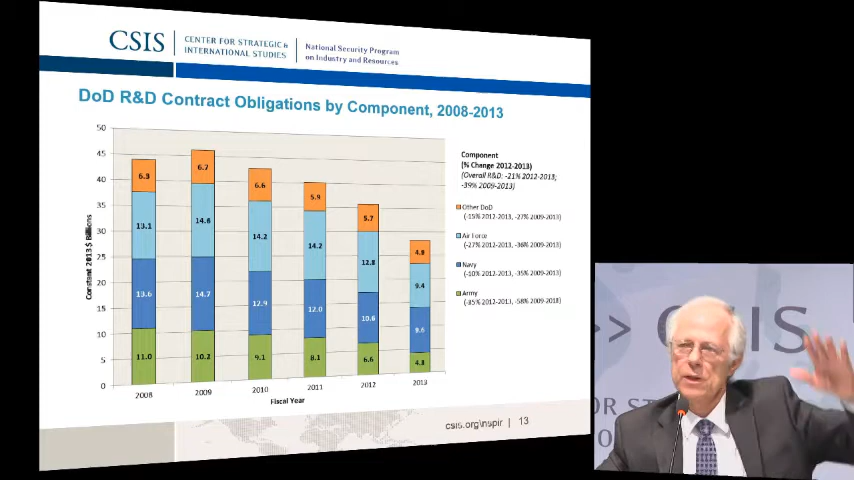 CSIS
CENTER FOR STRATEGIC &
INTERNATIONAL STUDIES
National Security Program
on Industry and Resources
DoD R&D Contract Obligations by Component, 2008-2013
50
45
40
35
30
25
20
15
10
5
0
Constant 2013 $ Billions
6.3
6.7
6.6
5.9
5.7
4.9
13.1
14.6
14.2
14.2
12.8
9.4
13.6
14.7
12.9
12.0
10.6
9.6
11.0
10.2
9.1
8.1
6.6
4.3
2008
2009
2010
2011
2012
2013
Fiscal Year
Component
(% Change 2012-2013)
(Overall R&D: -21% 2012-2013;
-39% 2009-2013)
Other DoD
(-15% 2012-2013, -27% 2009-2013)
Air Force
(-27% 2012-2013, -36% 2009-2013)
Navy
(-10% 2012-2013, -35% 2009-2013)
Army
(-35% 2012-2013, -58% 2009-2013)
csis.org\nspir | 13
>> CSIS